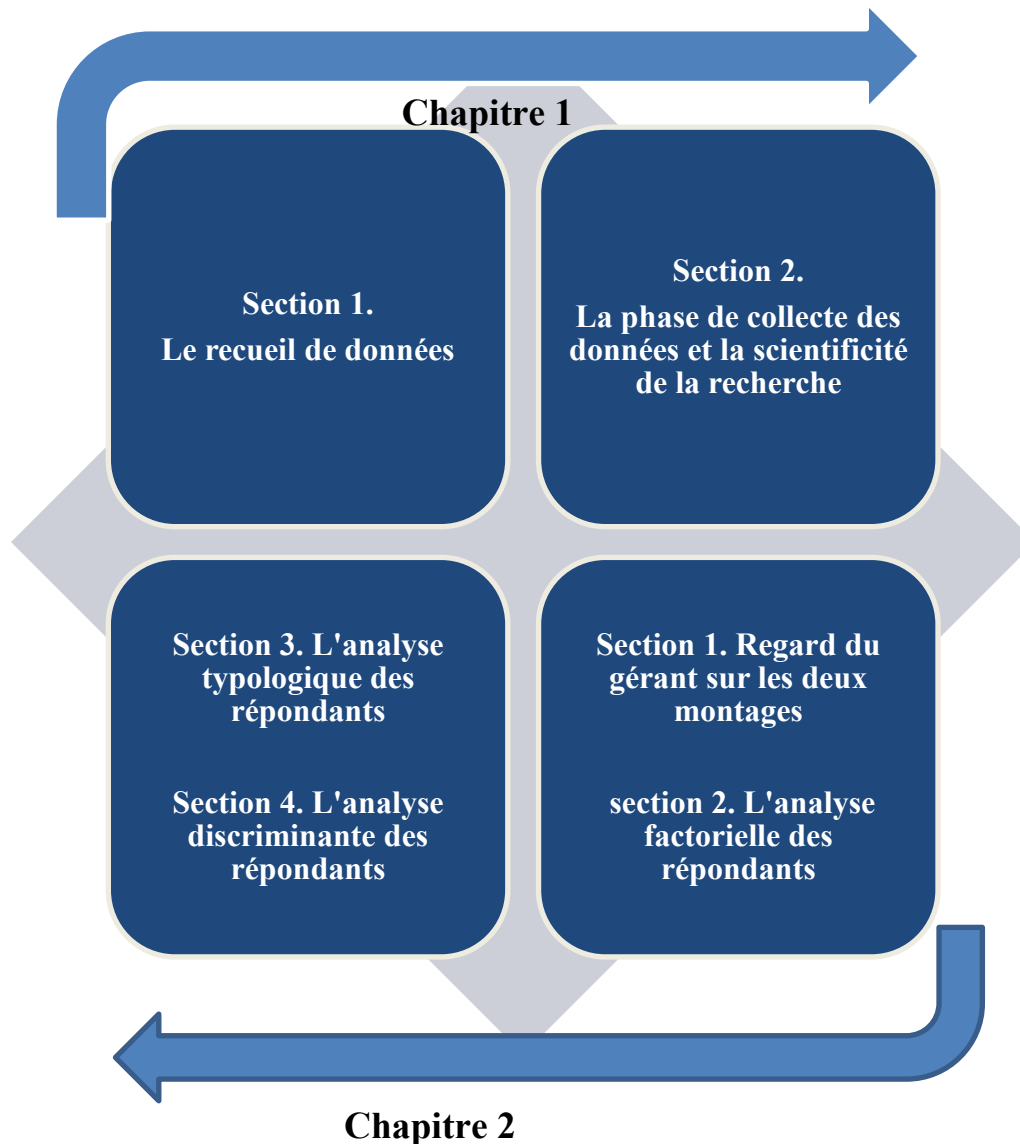 Chapitre 1
Section 1.
Le recueil de données
Section 2.
La phase de collecte des
données et la scientificité
de la recherche
Section 3. L'analyse
typologique des
répondants
Section 4. L'analyse
discriminante des
répondants
Section 1. Regard du
gérant sur les deux
montages
section 2. L'analyse
factorielle des
répondants
Chapitre 2